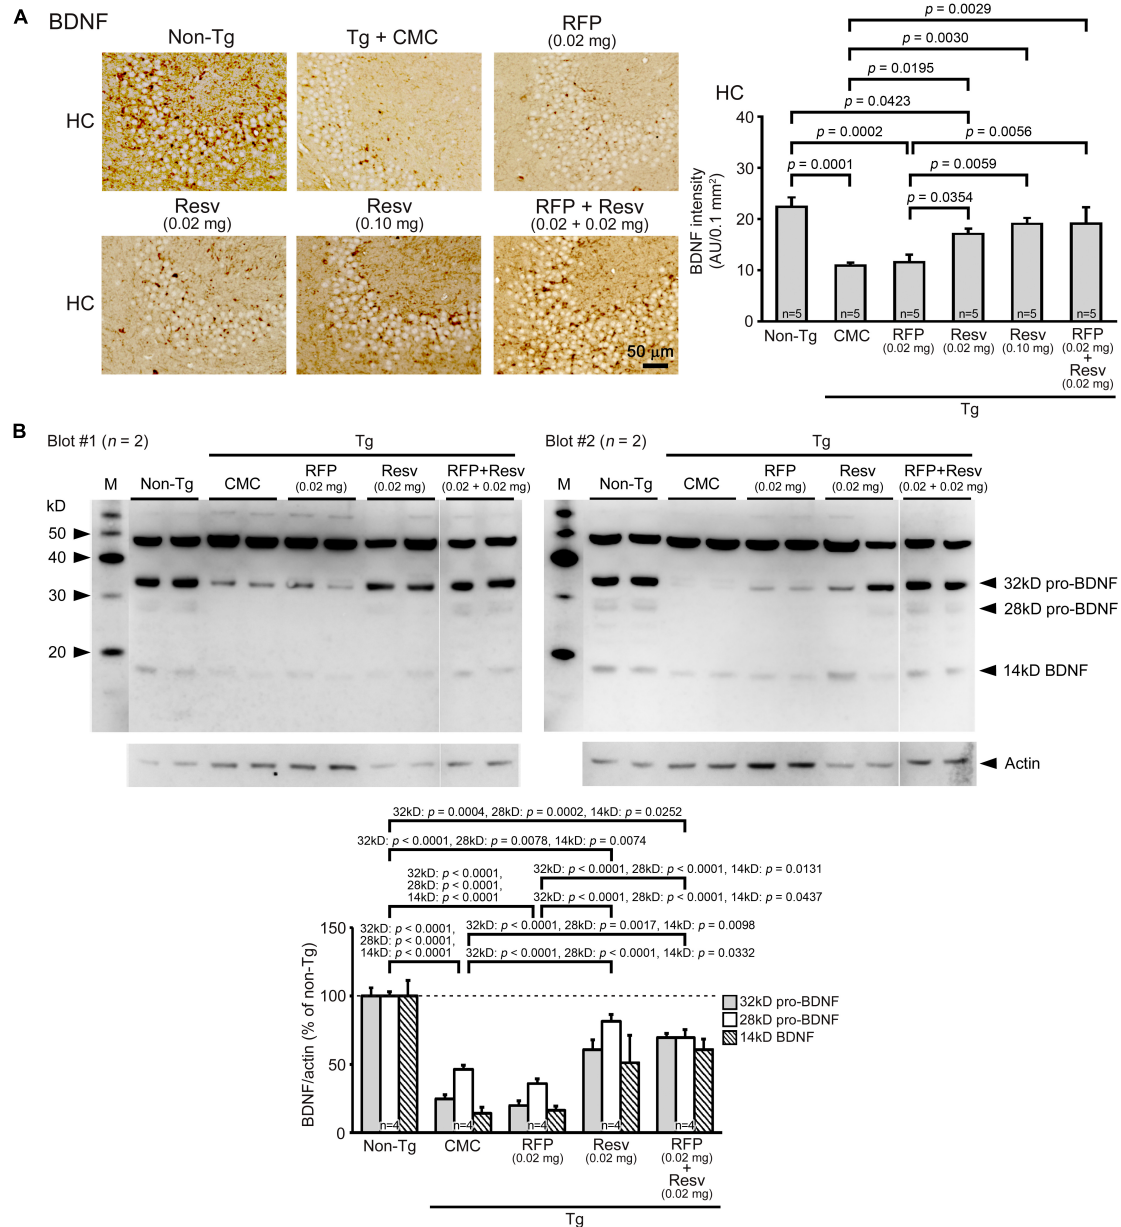 A
BDNF
Non-Tg
Tg + CMC
RFP
(0.02 mg)
HC
Resv
(0.02 mg)
Resv
(0.10 mg)
RFP + Resv
(0.02 + 0.02 mg)
HC
50 µm
p = 0.0029
p = 0.0030
p = 0.0195
HC
p = 0.0423
p = 0.0002
p = 0.0056
p = 0.0001
p = 0.0059
p = 0.0354
BDNF intensity
(AU/0.1 mm²)
40
30
20
10
0
n=5 n=5 n=5 n=5 n=5 n=5
Non-Tg CMC RFP Resv Resv RFP
(0.02 mg) (0.02 mg) (0.10 mg) (0.02 mg)
+
Resv
(0.02 mg)
Tg
B
Blot #1 (n = 2)
Tg
M Non-Tg CMC RFP Resv RFP+Resv
(0.02 mg) (0.02 mg) (0.02 + 0.02 mg)
kD
50
40
30
20
Blot #2 (n = 2)
Tg
M Non-Tg CMC RFP Resv RFP+Resv
(0.02 mg) (0.02 mg) (0.02 + 0.02 mg)
32kD pro-BDNF
28kD pro-BDNF
14kD BDNF
Actin
32kD: p = 0.0004, 28kD: p = 0.0002, 14kD: p = 0.0252
32kD: p < 0.0001, 28kD: p = 0.0078, 14kD: p = 0.0074
32kD: p < 0.0001,
28kD: p < 0.0001,
14kD: p < 0.0001
32kD: p < 0.0001, 28kD: p < 0.0001, 14kD: p = 0.0131
32kD: p < 0.0001, 28kD: p < 0.0001, 14kD: p = 0.0437
32kD: p < 0.0001,
28kD: p < 0.0001,
14kD: p < 0.0001
32kD: p < 0.0001, 28kD: p = 0.0017, 14kD: p = 0.0098
32kD: p < 0.0001, 28kD: p < 0.0001, 14kD: p = 0.0332
BDNF/actin (% of non-Tg)
150
100
50
0
32kD pro-BDNF
28kD pro-BDNF
14kD BDNF
n=4 n=4 n=4 n=4 n=4
Non-Tg CMC RFP Resv RFP
(0.02 mg) (0.02 mg) (0.02 mg)
+
Resv
(0.02 mg)
Tg